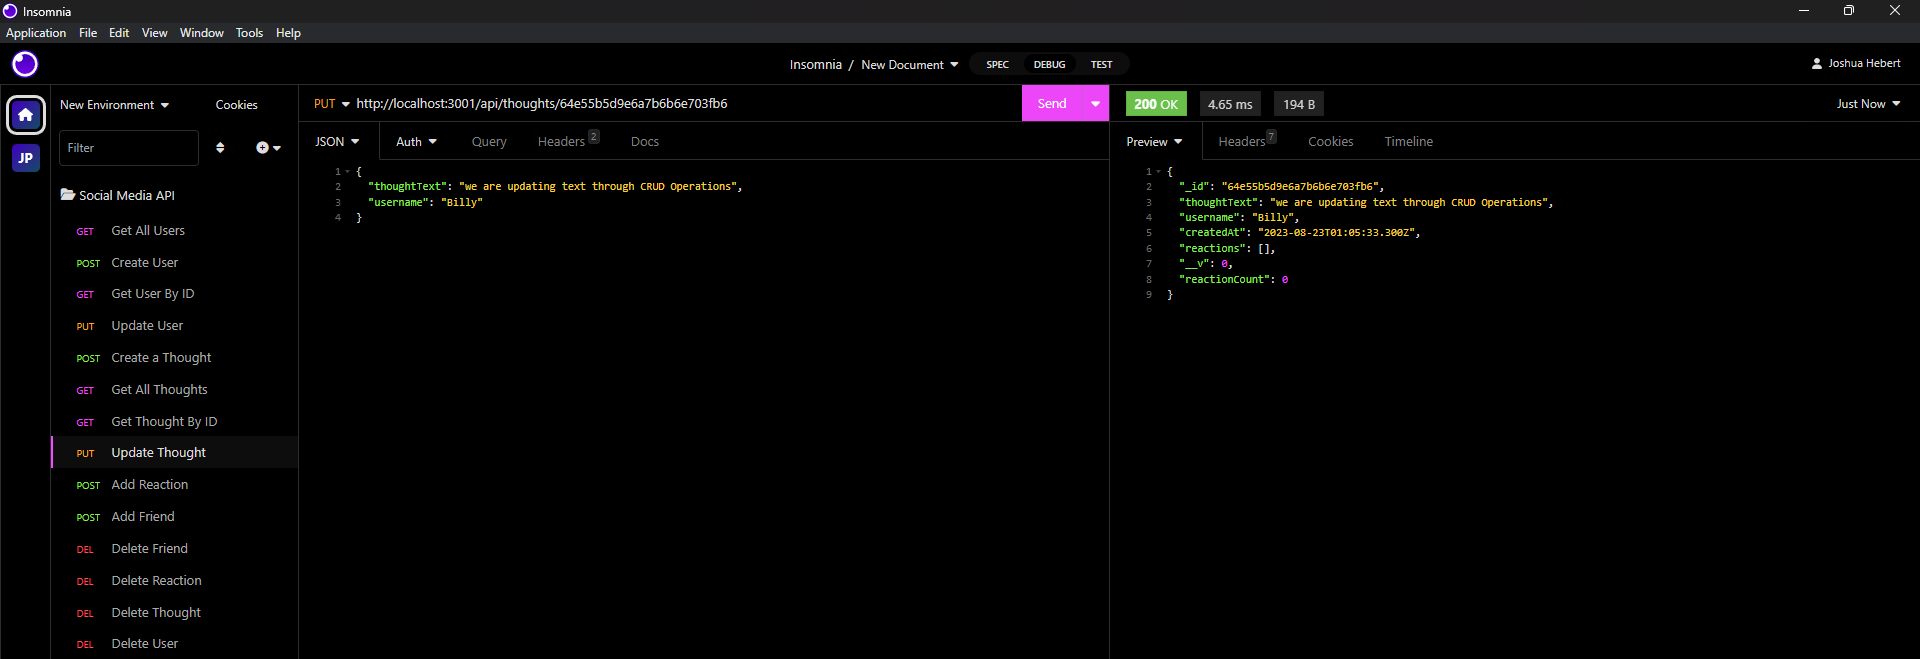 Insomnia
Application File Edit View Window Tools Help
Insomnia / New Document SPEC DEBUG TEST Joshua Hebert
New Environment Cookies
Filter
JP
Social Media API
GET Get All Users
POST Create User
GET Get User By ID
PUT Update User
POST Create a Thought
GET Get All Thoughts
GET Get Thought By ID
PUT Update Thought
POST Add Reaction
POST Add Friend
DEL Delete Friend
DEL Delete Reaction
DEL Delete Thought
DEL Delete User
PUT http://localhost:3001/api/thoughts/64e55b5d9e6a7b6b6e703fb6 Send
JSON Auth Query Headers 2 Docs
1 {
2 "thoughtText": "we are updating text through CRUD Operations",
3 "username": "Billy"
4 }
200 OK 4.65 ms 194 B Just Now
Preview Headers 7 Cookies Timeline
1 {
2 "_id": "64e55b5d9e6a7b6b6e703fb6",
3 "thoughtText": "we are updating text through CRUD Operations",
4 "username": "Billy",
5 "createdAt": "2023-08-23T01:05:33.300Z",
6 "reactions": [],
7 "__v": 0,
8 "reactionCount": 0
9 }